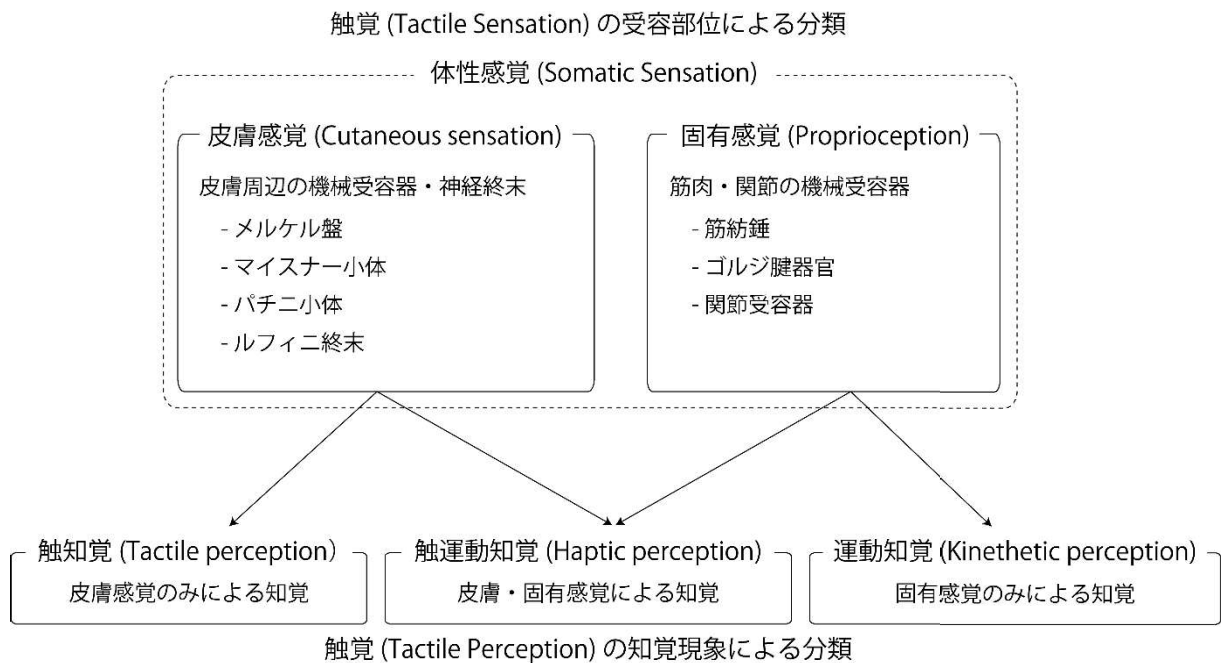 触覚 (Tactile Sensation) の受容部位による分類
体性感覚 (Somatic Sensation)
皮膚感覚 (Cutaneous sensation)
皮膚周辺の機械受容器・神経終末
- メルケル盤
- マイスナー小体
- パチニ小体
- ルフィニ終末
固有感覚 (Proprioception)
筋肉・関節の機械受容器
- 筋紡錘
- ゴルジ腱器官
- 関節受容器
触知覚 (Tactile perception)
皮膚感覚のみによる知覚
触運動知覚 (Haptic perception)
皮膚・固有感覚による知覚
運動知覚 (Kinethetic perception)
固有感覚のみによる知覚
触覚 (Tactile Perception) の知覚現象による分類